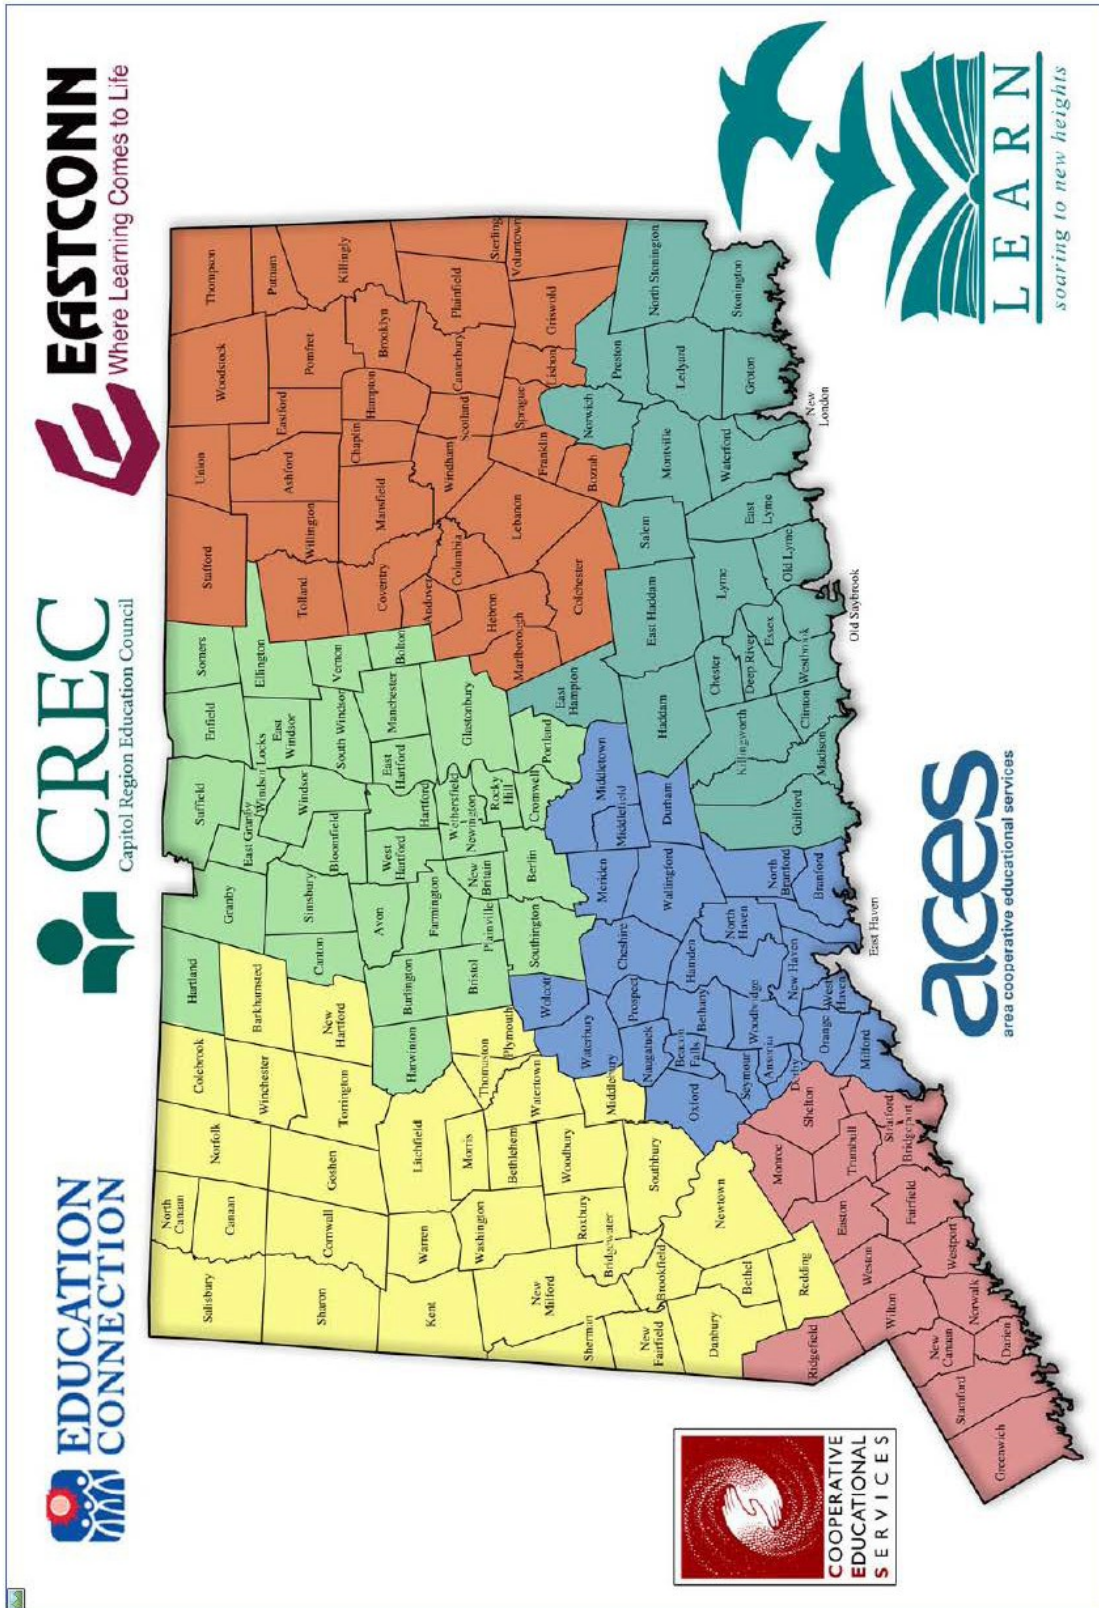 EDUCATION
CONNECTION
CREC
Capitol Region Education Council
EASTCONN
Where Learning Comes to Life
Salisbury
North
Canaan
Canaan
Norfolk
Colebrook
Hartland
Granby
Suffield
East Granby
Windsor Locks
Enfield
Somers
Stafford
Union
Woodstock
Thompson
Putnam
Sharon
Cornwall
Goshen
Winchester
Barkhamsted
Torrington
New
Hartford
Canton
Simsbury
Bloomfield
Windsor
East
Windsor
Ellington
South Windsor
Vernon
Tolland
Willington
Ashford
Eastford
Pomfret
Killingly
Kent
Warren
Litchfield
Harwinion
Burlington
Avon
West
Hartford
Hartford
East
Hartford
Manchester
Bolton
Coventry
Andover
Mansfield
Chaplin
Hampton
Brooklyn
Washington
Morris
Bethlehem
Thomaston
Plymouth
Watertown
Bristol
Farmington
Plainville
New
Britain
Newington
Wethersfield
Rocky
Hill
Glastonbury
Hebron
Columbia
Windham
Scotland
Canterbury
Plainfield
Sterling
Voluntown
New
Milford
Roxbury
Woodbury
Bridgewater
Wolcott
Southington
Berlin
Cromwell
Portland
Marlborough
Lebanon
Franklin
Sprague
Lisbon
Griswold
Sherman
New
Fairfield
Brookfield
Southbury
Middlebury
Waterbury
Naugatuck
Prospect
Cheshire
Meriden
Middlefield
Middletown
East
Hampton
Colchester
Bozrah
Norwich
Preston
North Stonington
Danbury
Bethel
Newtown
Oxford
Beacon
Falls
Bethany
Hamden
Wallingford
Durham
Haddam
East Haddam
Salem
Montville
Ledyard
Stonington
Ridgefield
Redding
Monroe
Seymour
Ansonia
Derby
Woodbridge
North
Haven
New Haven
North
Branford
Branford
Killingworth
Chester
Deep River
Essex
Lyme
East
Lyme
Waterford
Groton
New
London
Wilton
Weston
Easton
Trumbull
Shelton
Stratford
Bridgeport
Orange
West
Haven
Milford
East Haven
Guilford
Madison
Clinton
Westbrook
Old Saybrook
Old Lyme
Greenwich
Stamford
New
Canaan
Darien
Norwalk
Westport
Fairfield
COOPERATIVE
EDUCATIONAL
SERVICES
aces
area cooperative educational services
LEARN
soaring to new heights